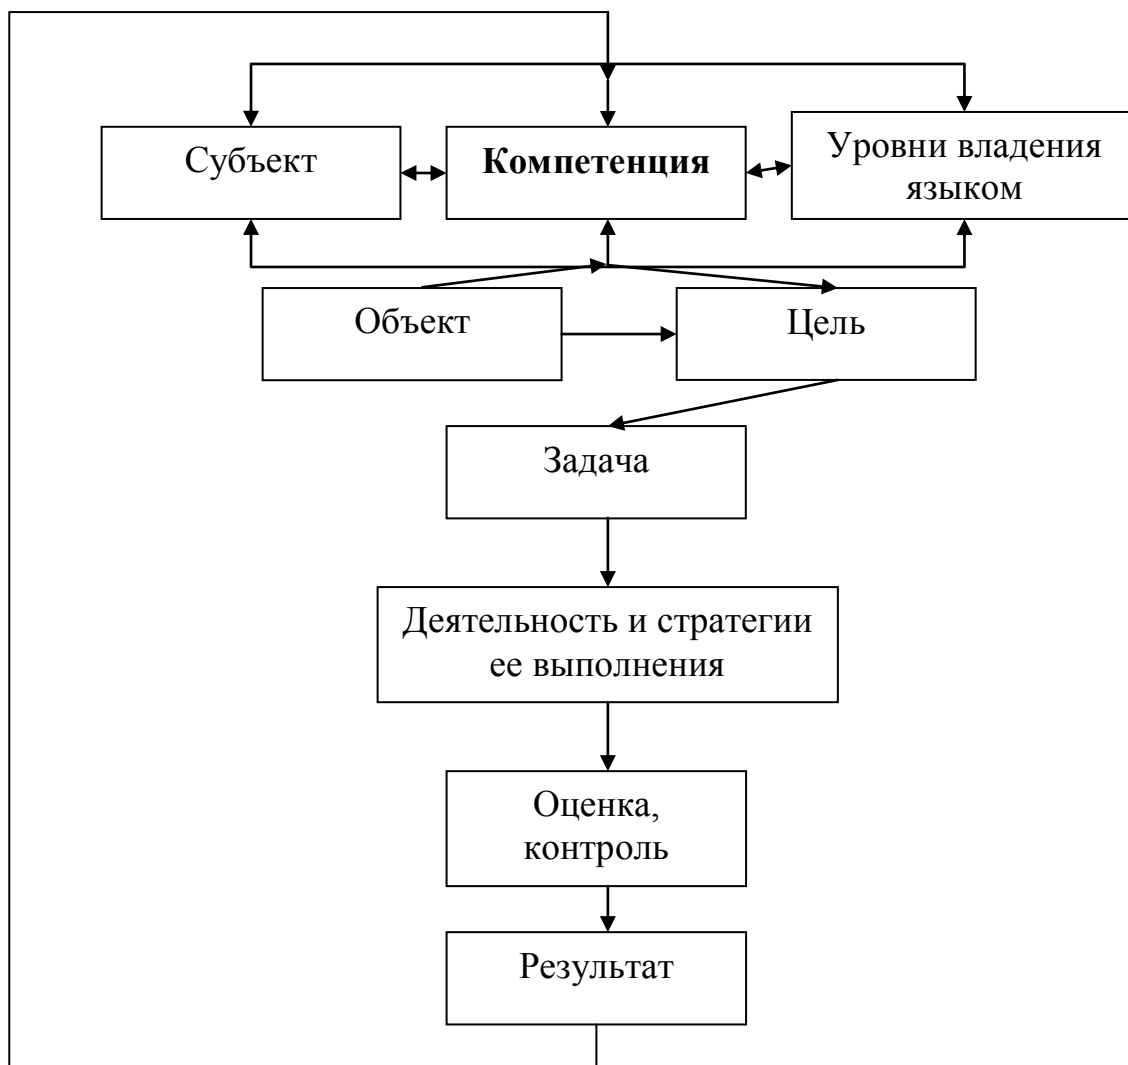 Субъект
Компетенция
Уровни владения
языком
Объект
Цель
Задача
Деятельность и стратегии
ее выполнения
Оценка,
контроль
Результат